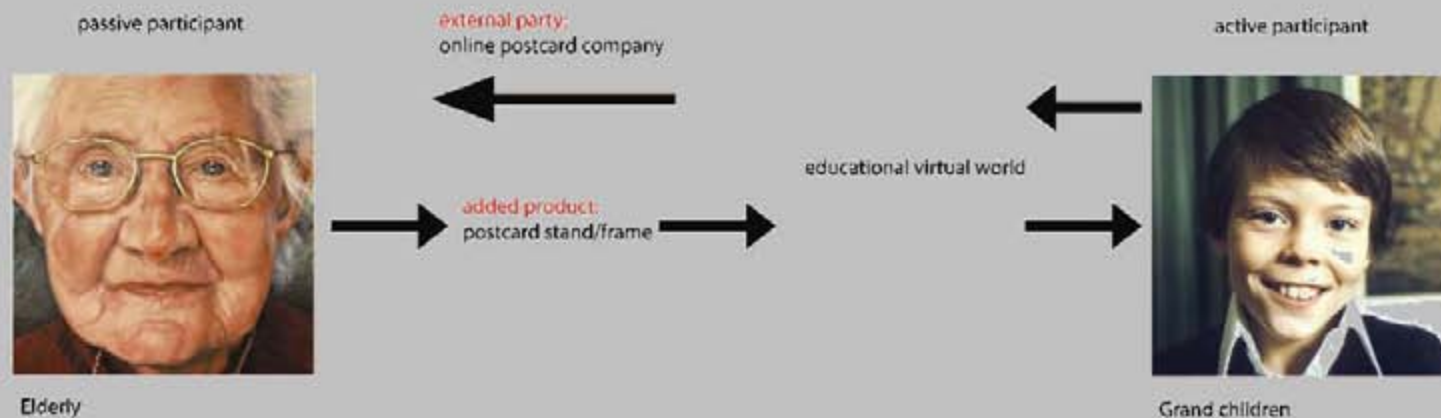 passive participant
external party:
online postcard company
active participant
educational virtual world
added product:
postcard stand/frame
Elderly
Grand children